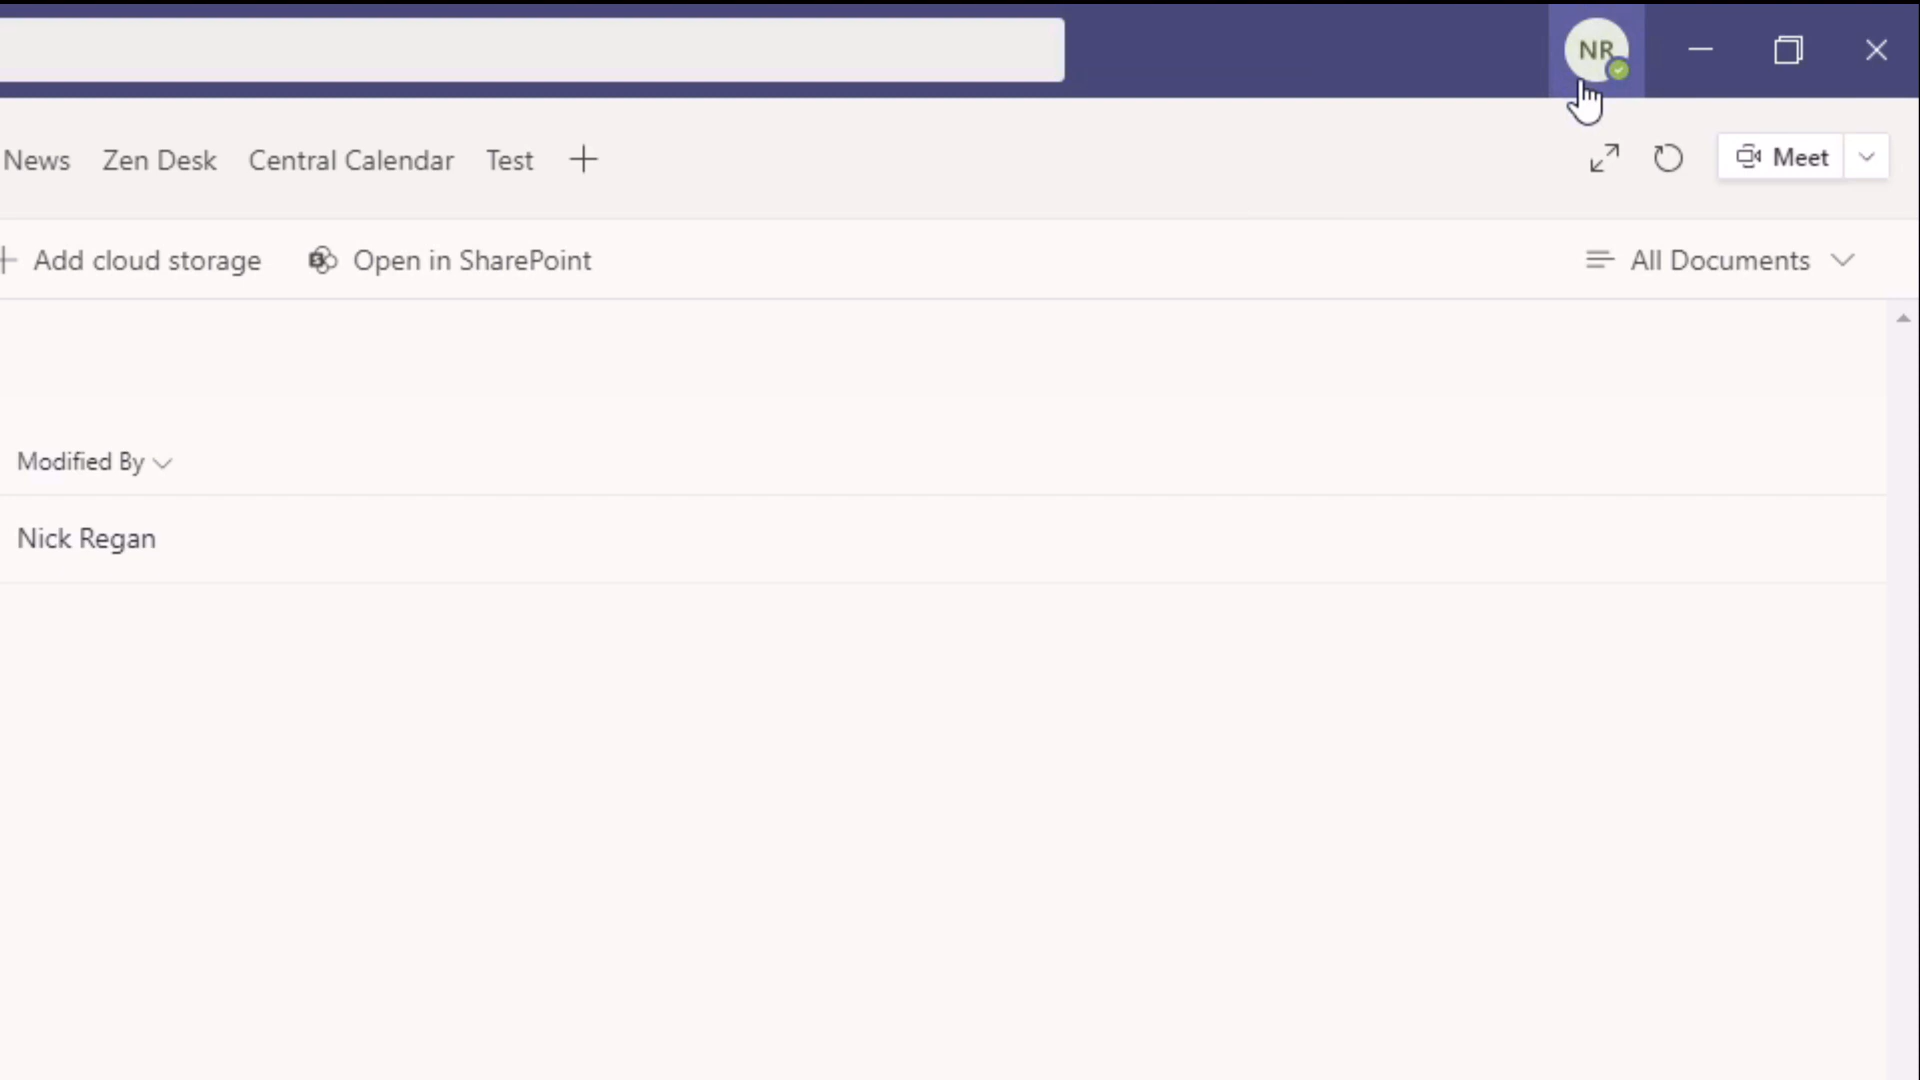 NR
Meet
News Zen Desk Central Calendar Test
Add cloud storage Open in SharePoint All Documents
Modified By
Nick Regan